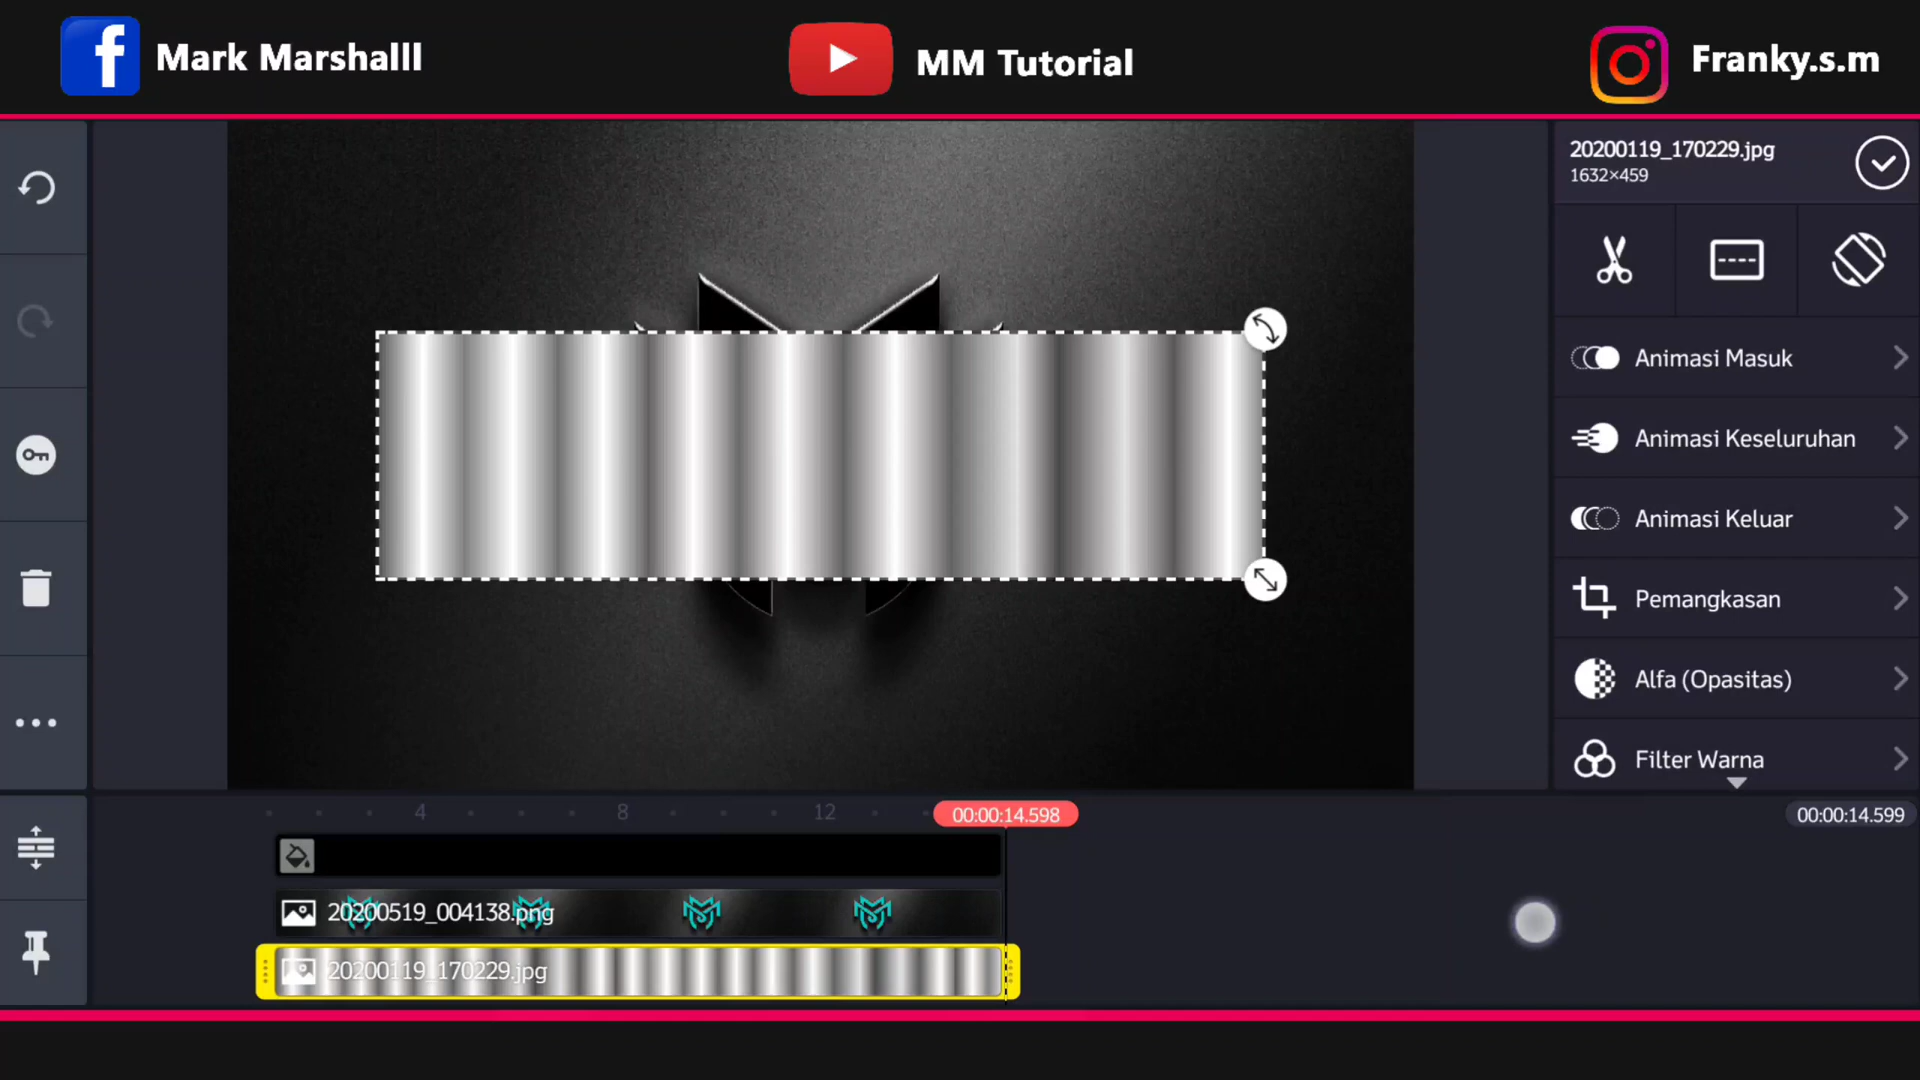 Mark Marshalll
MM Tutorial
Franky.s.m
20200119_170229.jpg
1632×459
Animasi Masuk
Animasi Keseluruhan
Animasi Keluar
Pemangkasan
Alfa (Opasitas)
Filter Warna
4
8
12
00:00:14.598
00:00:14.599
20200519_004138.png
20200119_170229.jpg